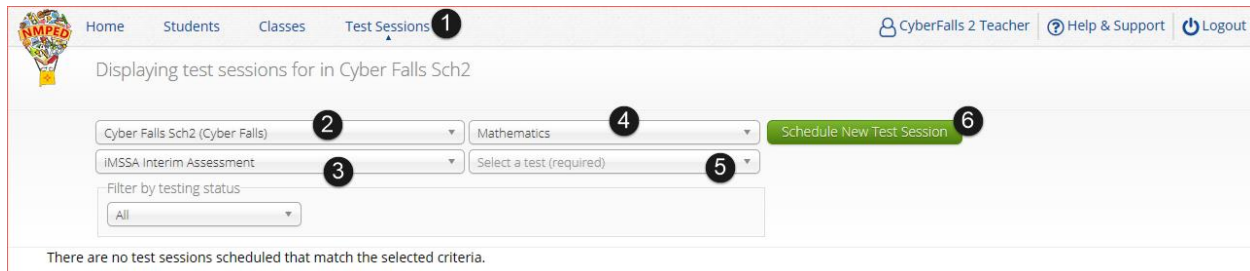 NMPED
Home Students Classes Test Sessions 1 CyberFalls 2 Teacher ? Help & Support Logout
Displaying test sessions for in Cyber Falls Sch2
Cyber Falls Sch2 (Cyber Falls) 2 Mathematics 4 Schedule New Test Session 6
iMSSA Interim Assessment 3 Select a test (required) 5
Filter by testing status
All
There are no test sessions scheduled that match the selected criteria.